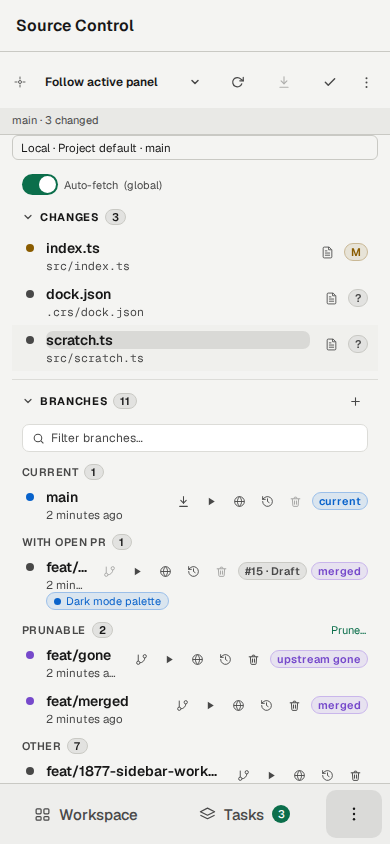 Source Control
Follow active panel
main · 3 changed
Local · Project default · main
Auto-fetch (global)
CHANGES 3
index.ts
M
src/index.ts
dock.json
?
.crs/dock.json
scratch.ts
?
src/scratch.ts
BRANCHES 11
Filter branches…
CURRENT 1
main
current
2 minutes ago
WITH OPEN PR 1
feat/…
#15 · Draft merged
2 min…
Dark mode palette
PRUNABLE 2 Prune…
feat/gone
upstream gone
2 minutes a…
feat/merged
merged
2 minutes ago
OTHER 7
feat/1877-sidebar-work…
Workspace Tasks 3